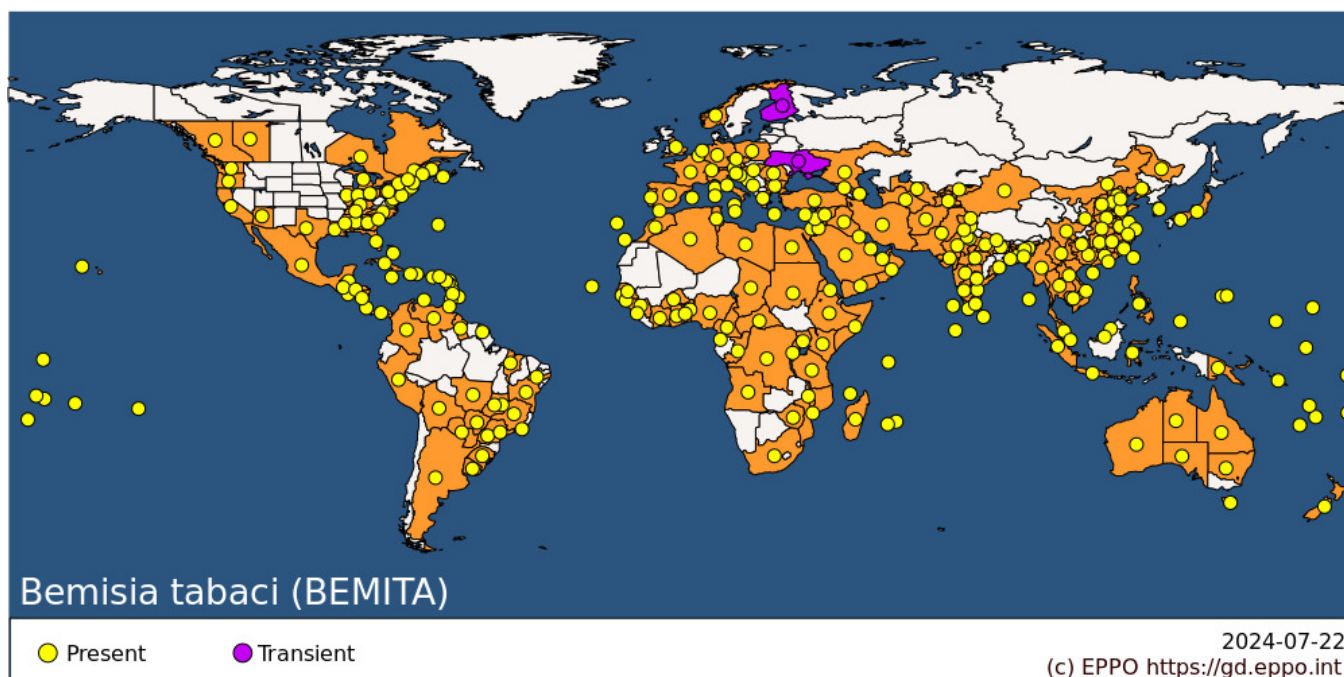 Bemisia tabaci (BEMITA)
Present
Transient
2024-07-22
(c) EPPO https://gd.eppo.int